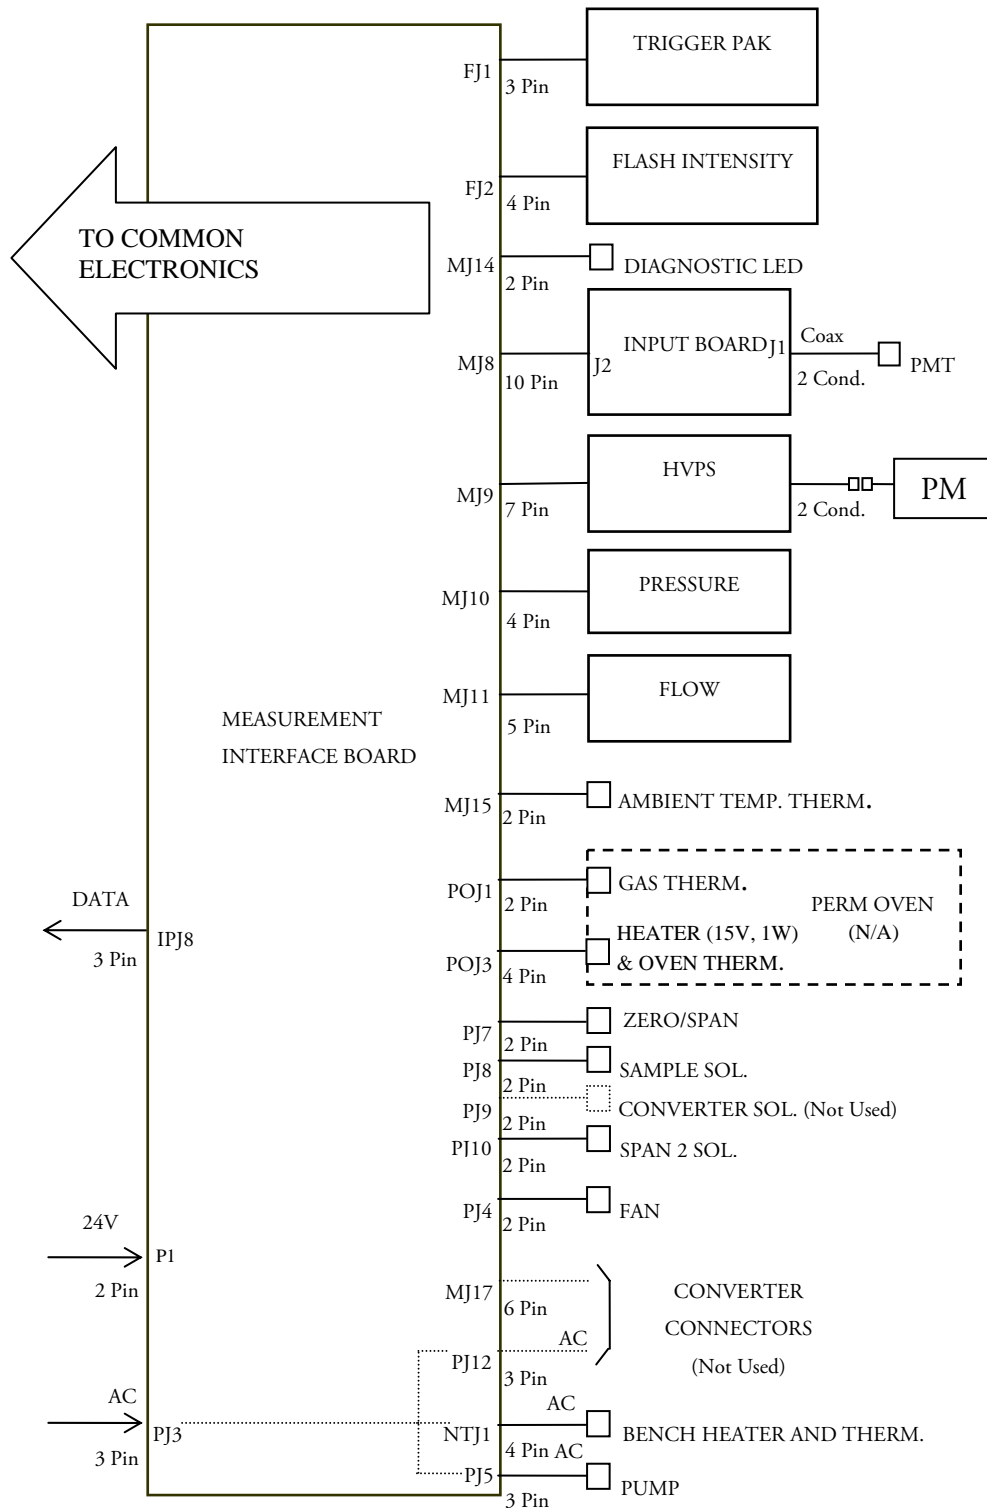 TRIGGER PAK
FJ1
3 Pin
FLASH INTENSITY
FJ2
4 Pin
TO COMMON
ELECTRONICS
MJ14
2 Pin
DIAGNOSTIC LED
MJ8
10 Pin
J2
INPUT BOARD
J1
Coax
2 Cond.
PMT
HVPS
MJ9
7 Pin
2 Cond.
PM
PRESSURE
MJ10
4 Pin
FLOW
MJ11
5 Pin
MEASUREMENT
INTERFACE BOARD
MJ15
2 Pin
AMBIENT TEMP. THERM.
POJ1
2 Pin
GAS THERM.
PERM OVEN
(N/A)
DATA
IPJ8
3 Pin
POJ3
4 Pin
HEATER (15V, 1W)
& OVEN THERM.
PJ7
2 Pin
ZERO/SPAN
PJ8
2 Pin
SAMPLE SOL.
PJ9
2 Pin
CONVERTER SOL. (Not Used)
PJ10
2 Pin
SPAN 2 SOL.
PJ4
2 Pin
FAN
24V
P1
2 Pin
MJ17
6 Pin
CONVERTER
CONNECTORS
(Not Used)
AC
PJ12
3 Pin
AC
PJ3
3 Pin
AC
NTJ1
4 Pin
BENCH HEATER AND THERM.
AC
PJ5
3 Pin
PUMP